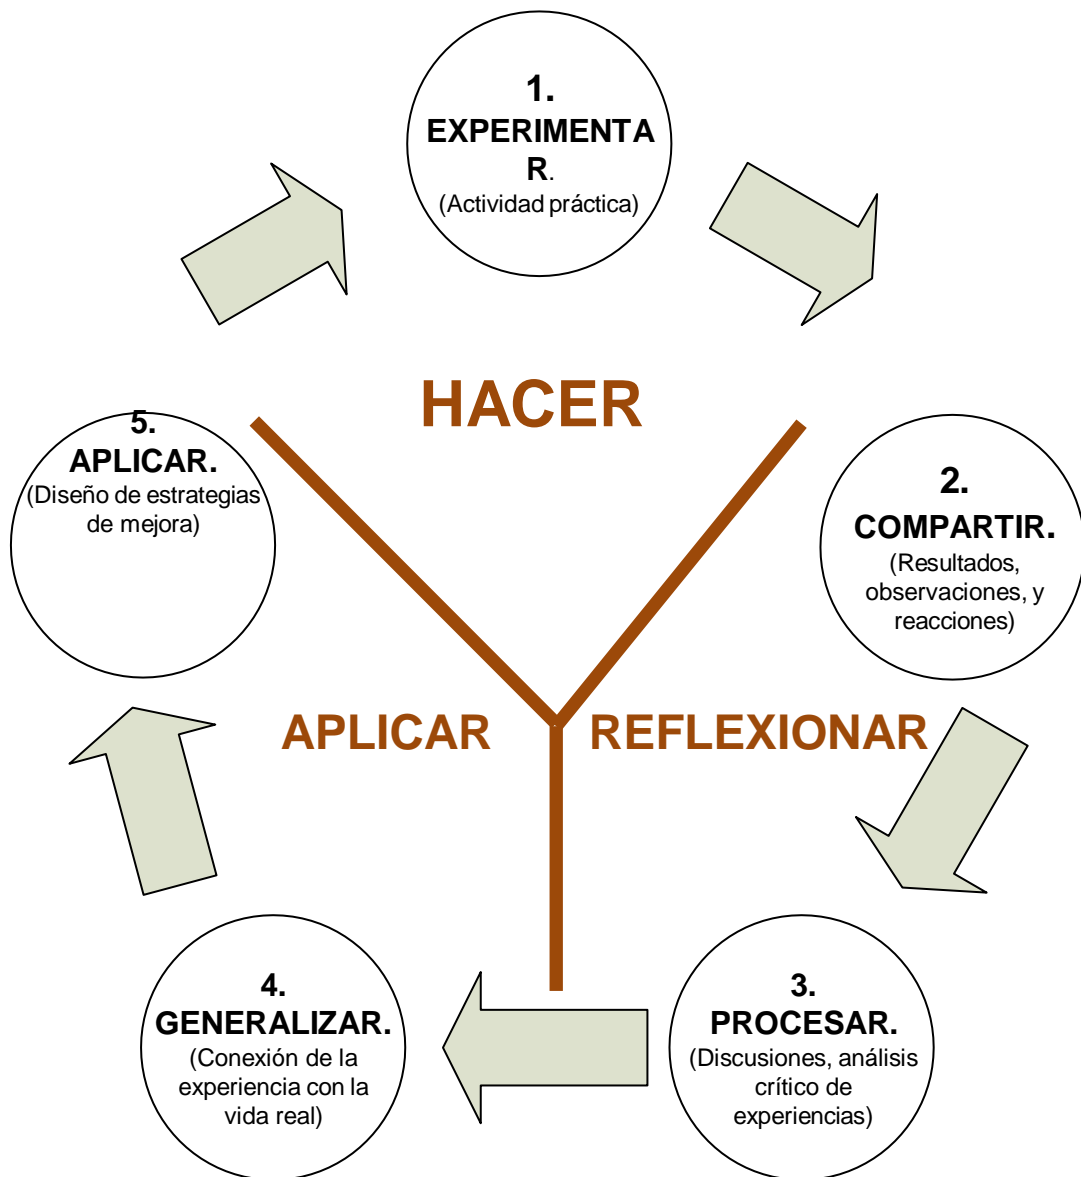 1.
EXPERIMENTA
R.
(Actividad práctica)
HACER
5.
APLICAR.
(Diseño de estrategias
de mejora)
2.
COMPARTIR.
(Resultados,
observaciones, y
reacciones)
APLICAR
REFLEXIONAR
4.
GENERALIZAR.
(Conexión de la
experiencia con la
vida real)
3.
PROCESAR.
(Discusiones, análisis
crítico de
experiencias)